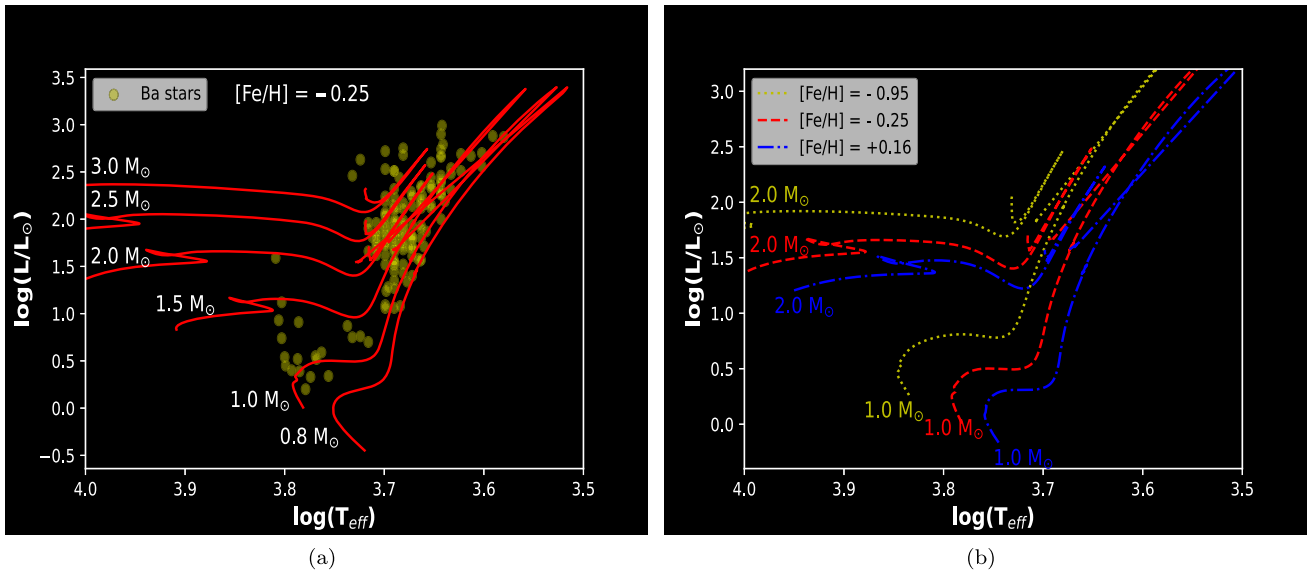 Ba stars
[Fe/H] = −0.25
3.5
3.0
2.5
2.0
1.5
1.0
0.5
0.0
−0.5
log(L/L⊙)
3.0 M⊙
2.5 M⊙
2.0 M⊙
1.5 M⊙
1.0 M⊙
0.8 M⊙
4.0 3.9 3.8 3.7 3.6 3.5
log(Teff)
(a)
[Fe/H] = - 0.95
[Fe/H] = - 0.25
[Fe/H] = +0.16
3.0
2.5
2.0
1.5
1.0
0.5
0.0
log(L/L⊙)
2.0 M⊙
2.0 M⊙
2.0 M⊙
1.0 M⊙
1.0 M⊙
1.0 M⊙
4.0 3.9 3.8 3.7 3.6 3.5
log(Teff)
(b)